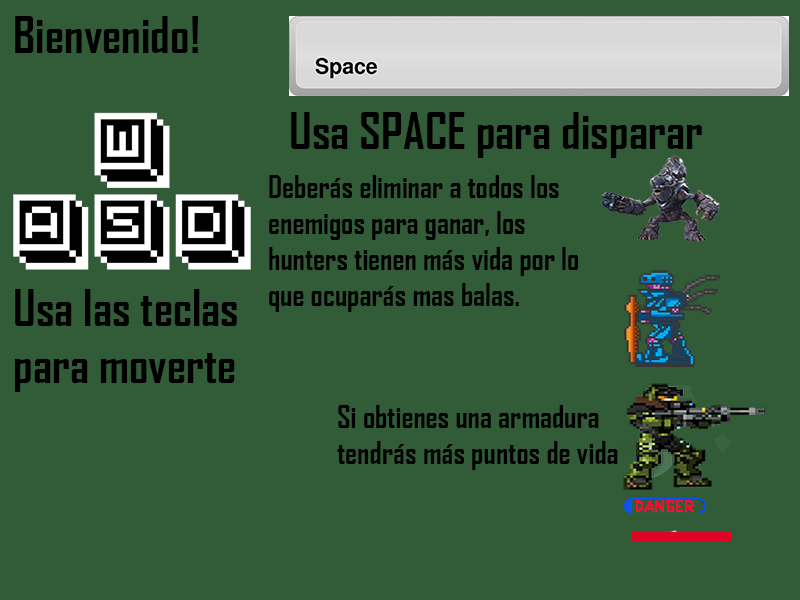 Bienvenido!
Space
W
A S D
Usa las teclas
para moverte
Usa SPACE para disparar
Deberás eliminar a todos los
enemigos para ganar, los
hunters tienen más vida por lo
que ocuparás mas balas.
Si obtienes una armadura
tendrás más puntos de vida
DANGER